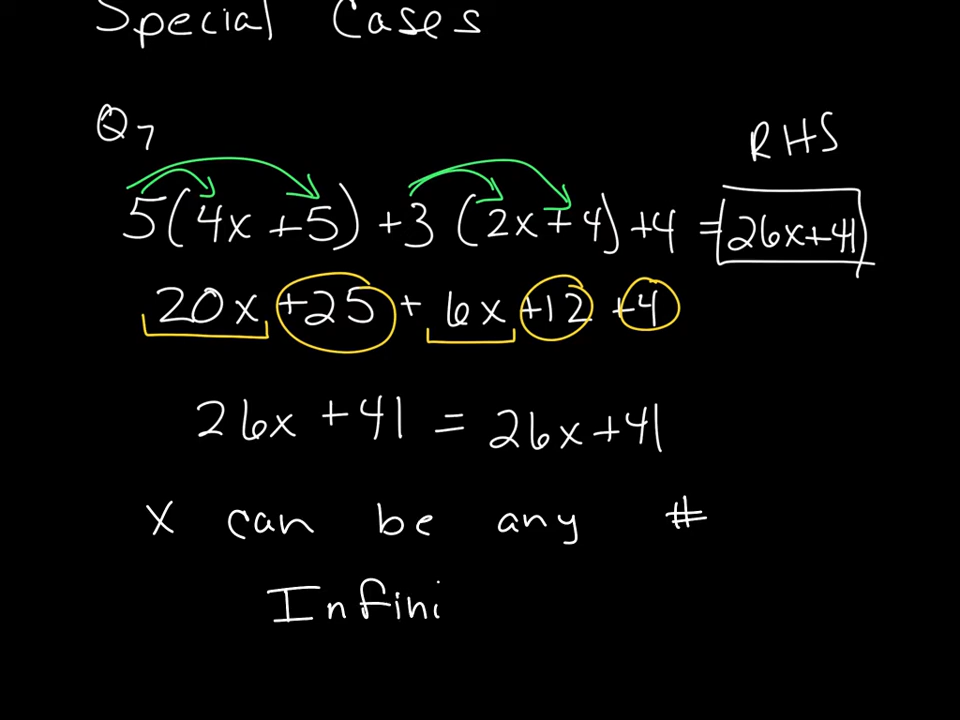 Special Cases
Q7
RHS
5(4x+5)+3(2x+4)+4=26x+41
20x+25+6x+12+4
26x+41=26x+41
x can be any #
Infini